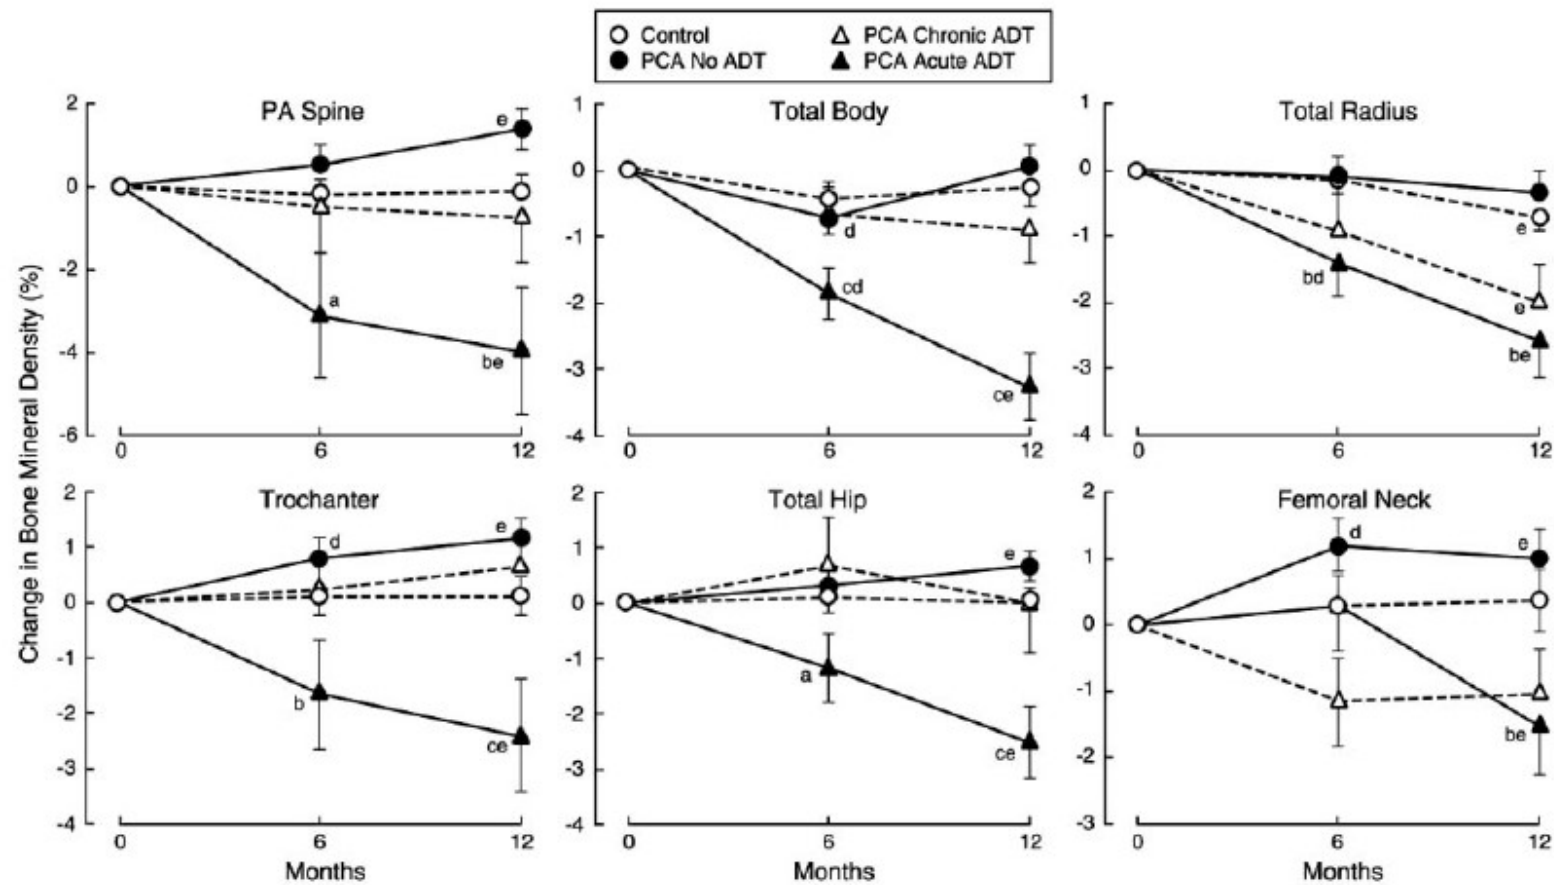 Control PCA Chronic ADT
PCA No ADT PCA Acute ADT
Change in Bone Mineral Density (%)
PA Spine
2
0
-2
-4
-6
e
a
be
0 6 12
Total Body
1
0
-1
-2
-3
-4
d
cd
ce
0 6 12
Total Radius
1
0
-1
-2
-3
-4
e
bd
e
be
0 6 12
Trochanter
2
1
0
-1
-2
-3
-4
d
e
b
ce
0 6 12
Months
Total Hip
2
1
0
-1
-2
-3
-4
e
a
ce
0 6 12
Months
Femoral Neck
2
1
0
-1
-2
-3
d
e
be
0 6 12
Months